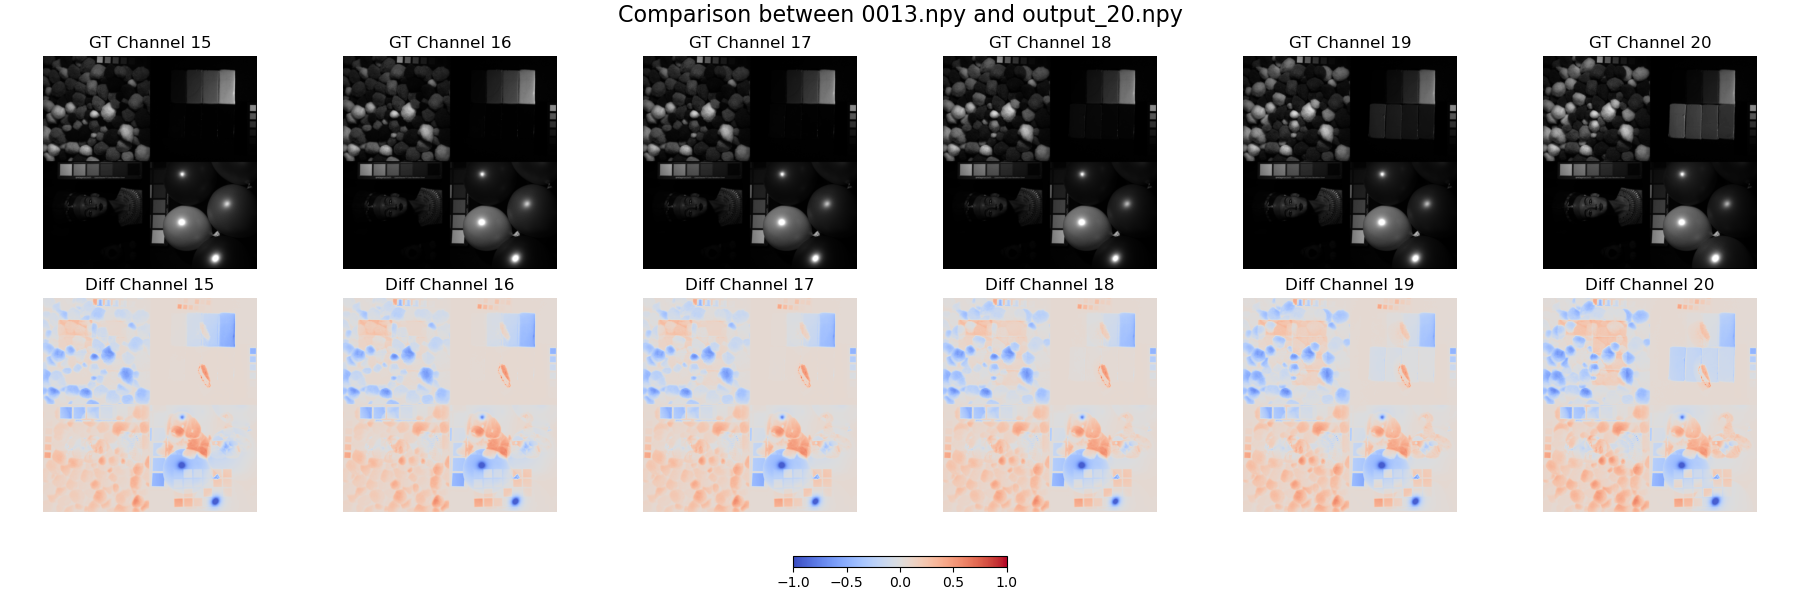 Comparison between 0013.npy and output_20.npy
GT Channel 15
GT Channel 16
GT Channel 17
GT Channel 18
GT Channel 19
GT Channel 20
Diff Channel 15
Diff Channel 16
Diff Channel 17
Diff Channel 18
Diff Channel 19
Diff Channel 20
−1.0 −0.5 0.0 0.5 1.0